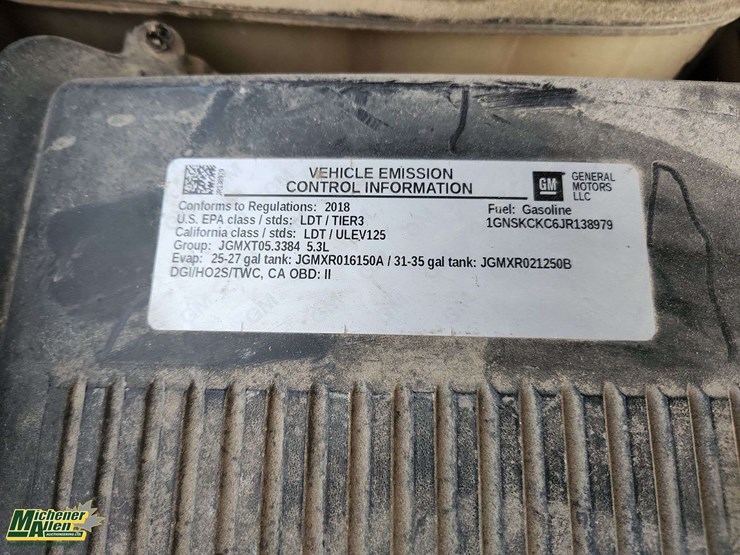 VEHICLE EMISSION
CONTROL INFORMATION
GM
GENERAL
MOTORS
LLC
Conforms to Regulations: 2018
U.S. EPA class / stds: LDT / TIER3
California class / stds: LDT / ULEV125
Group: JGMXT05.3384 5.3L
Evap: 25-27 gal tank: JGMXR016150A / 31-35 gal tank: JGMXR021250B
DGI/HO2S/TWC, CA OBD: II
Fuel: Gasoline
1GNSKCKC6JR138979
MICHENER
ALLEN
AUCTIONEERING LTD